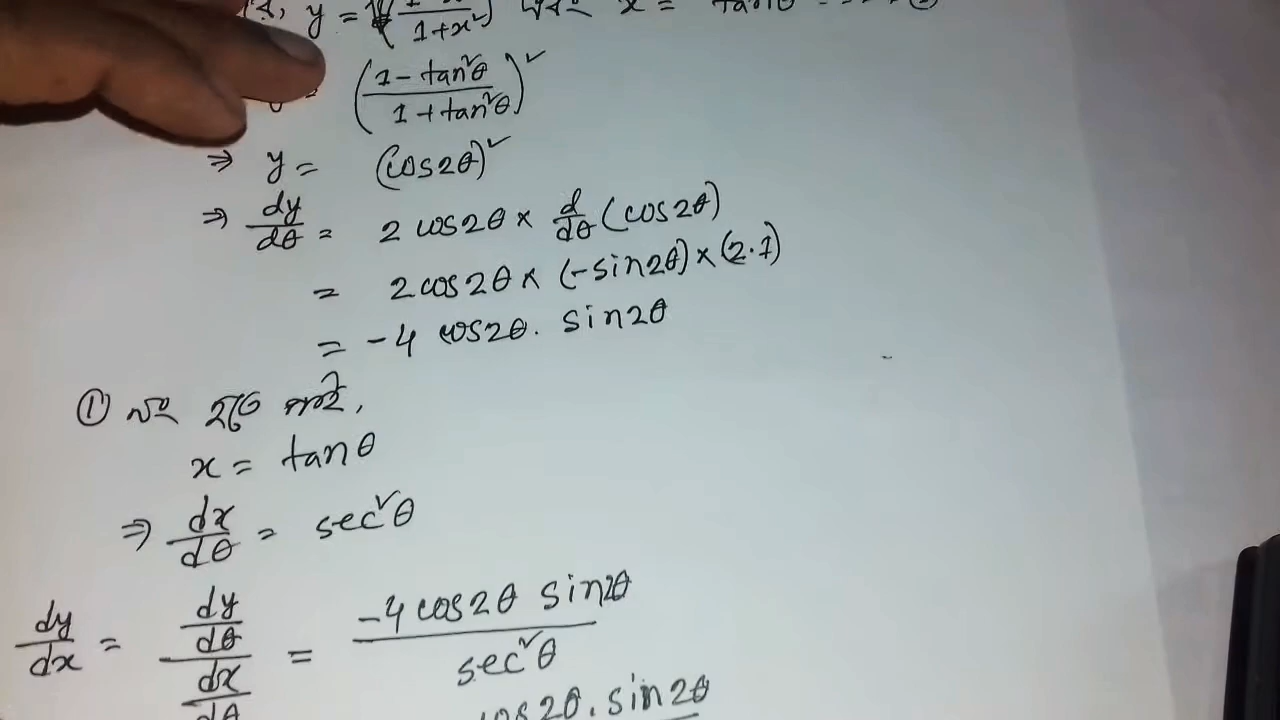 y = (/1+x²) x = tanθ
= (1-tan²θ/1+tan²θ)²
⇒ y = (cos2θ)²
⇒ dy/dθ = 2 cos2θ × d/dθ (cos2θ)
= 2cos2θ × (-sin2θ) × (2.1)
= -4 cos2θ. sin2θ
① নং হতে পাই,
x = tanθ
⇒ dx/dθ = sec²θ
dy/dx = dy/dθ/dx/dθ = -4cos2θ sin2θ/sec²θ
cos2θ. sin2θ